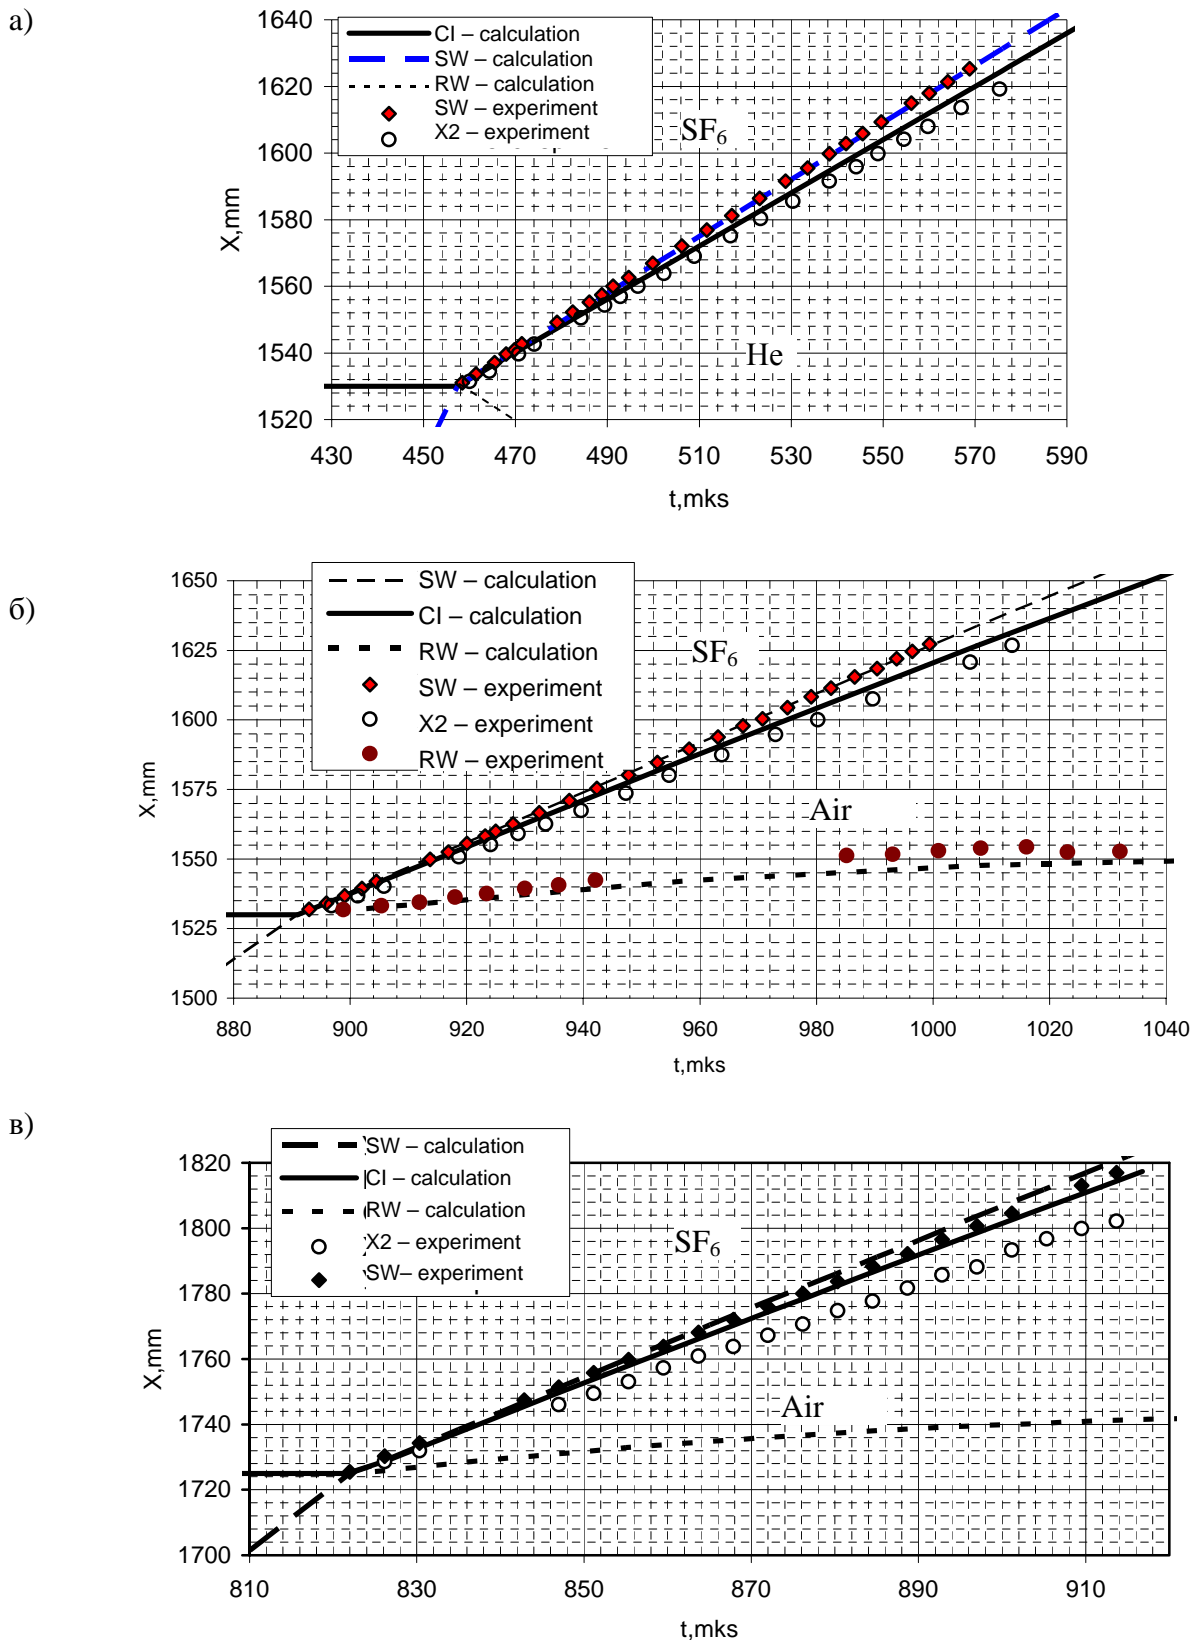 а)
1640
1620
1600
1580
1560
1540
1520
X,mm
CI – calculation
SW – calculation
RW – calculation
SW – experiment
X2 – experiment
SF6
He
430 450 470 490 510 530 550 570 590
t,mks
б)
1650
1625
1600
1575
1550
1525
1500
X,mm
SW – calculation
CI – calculation
RW – calculation
SW – experiment
X2 – experiment
RW – experiment
SF6
Air
880 900 920 940 960 980 1000 1020 1040
t,mks
в)
1820
1800
1780
1760
1740
1720
1700
X,mm
SW – calculation
CI – calculation
RW – calculation
X2 – experiment
SW– experiment
SF6
Air
810 830 850 870 890 910
t,mks